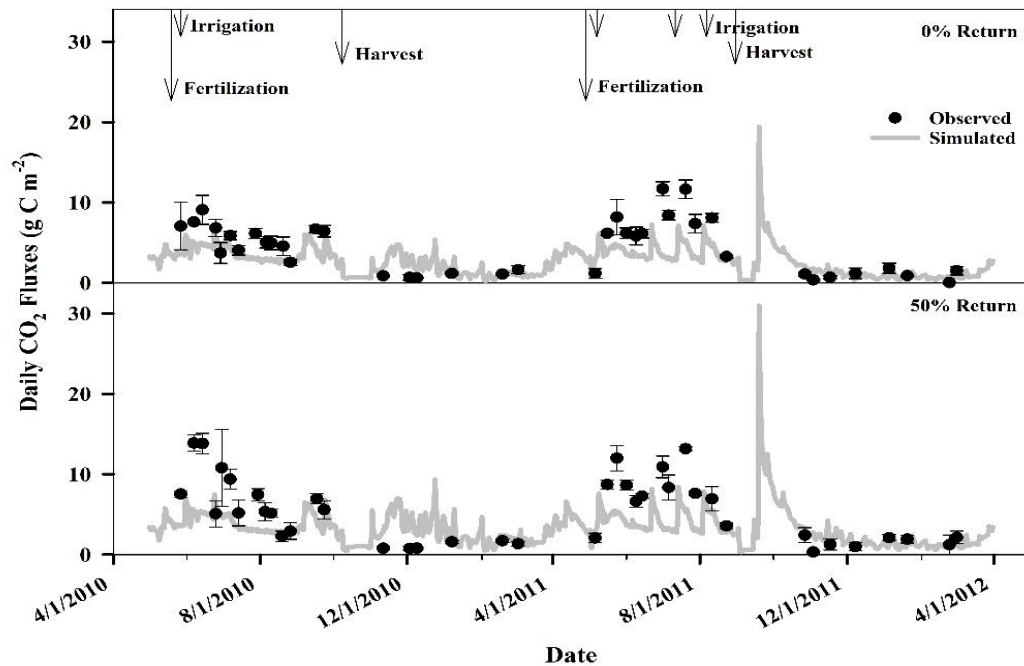 30
20
10
0
Irrigation
Harvest
Fertilization
Irrigation
Harvest
Fertilization
0% Return
Observed
Simulated
Daily CO2 Fluxes (g C m-2)
50% Return
30
20
10
0
4/1/2010
8/1/2010
12/1/2010
4/1/2011
8/1/2011
12/1/2011
4/1/2012
Date